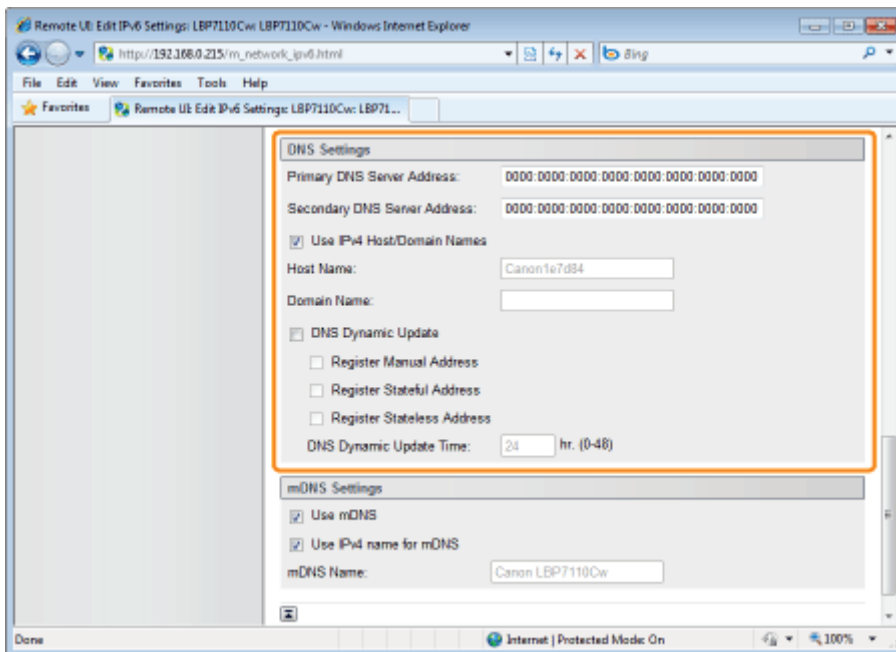 Remote UI: Edit IPv6 Settings: LBP7110Cw: LBP7110Cw - Windows Internet Explorer
http://192.168.0.215/m_network_ipv6.html
Bing
File Edit View Favorites Tools Help
Favorites Remote UI: Edit IPv6 Settings: LBP7110Cw: LBP71...
DNS Settings
Primary DNS Server Address: 0000:0000:0000:0000:0000:0000:0000:0000
Secondary DNS Server Address: 0000:0000:0000:0000:0000:0000:0000:0000
Use IPv4 Host/Domain Names
Host Name: Canon1e7d84
Domain Name:
DNS Dynamic Update
Register Manual Address
Register Stateful Address
Register Stateless Address
DNS Dynamic Update Time: 24 hr. (0-48)
mDNS Settings
Use mDNS
Use IPv4 name for mDNS
mDNS Name: Canon LBP7110Cw
Done Internet | Protected Mode: On 100%